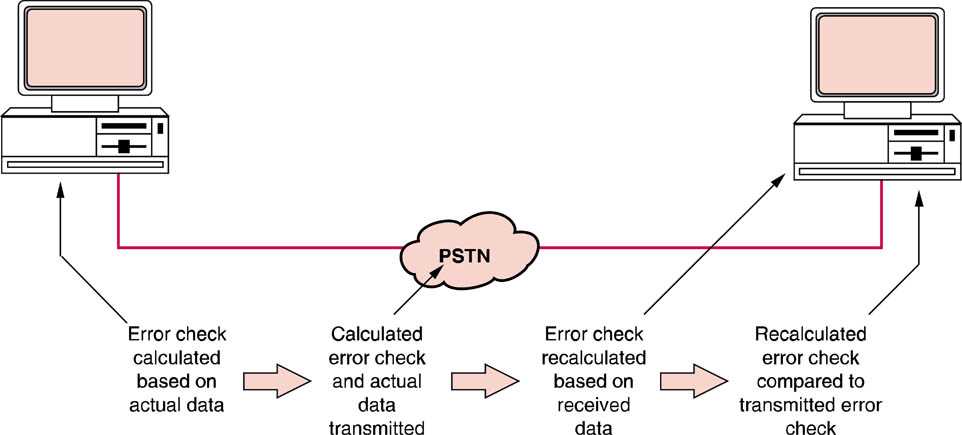 PSTN
Error check
calculated
based on
actual data
Calculated
error check
and actual
data
transmitted
Error check
recalculated
based on
received
data
Recalculated
error check
compared to
transmitted error
check